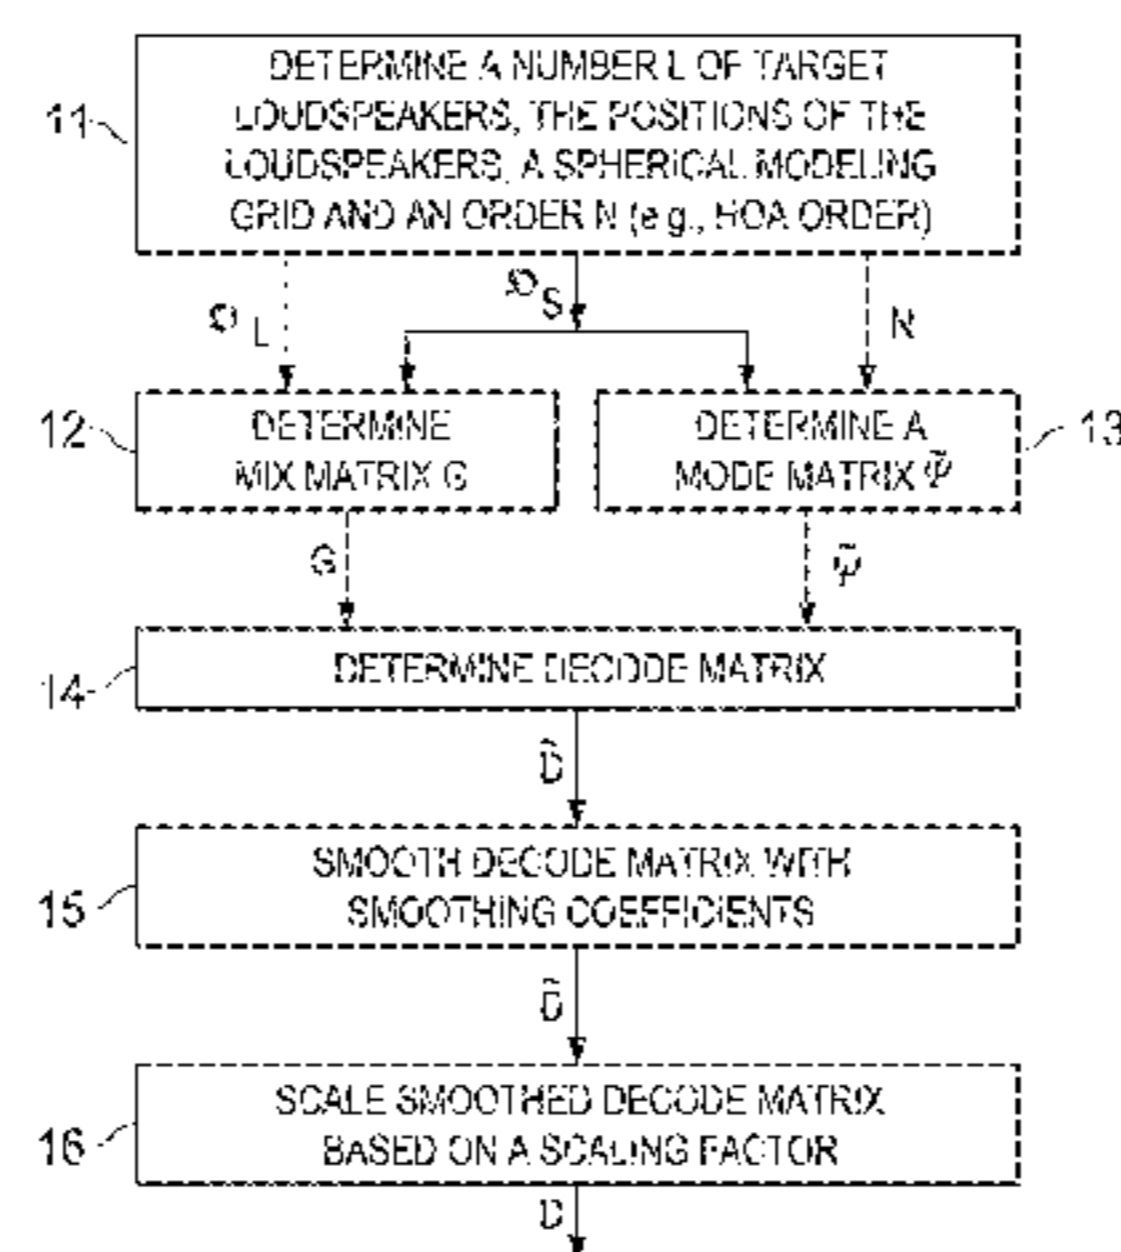 DETERMINE A NUMBER L OF TARGET
11
LOUDSPEAKERS, THE POSITIONS OF THE
LOUDSPEAKERS, A SPHERICAL MODELING
GRID AND AN ORDER N (e.g., HOA ORDER)
L
S
N
12
DETERMINE
MIX MATRIX G
DETERMINE A
MODE MATRIX Ψ̃
13
G
Ψ̃
14
DETERMINE DECODE MATRIX
D̂
15
SMOOTH DECODE MATRIX WITH
SMOOTHING COEFFICIENTS
D̃
16
SCALE SMOOTHED DECODE MATRIX
BASED ON A SCALING FACTOR
D